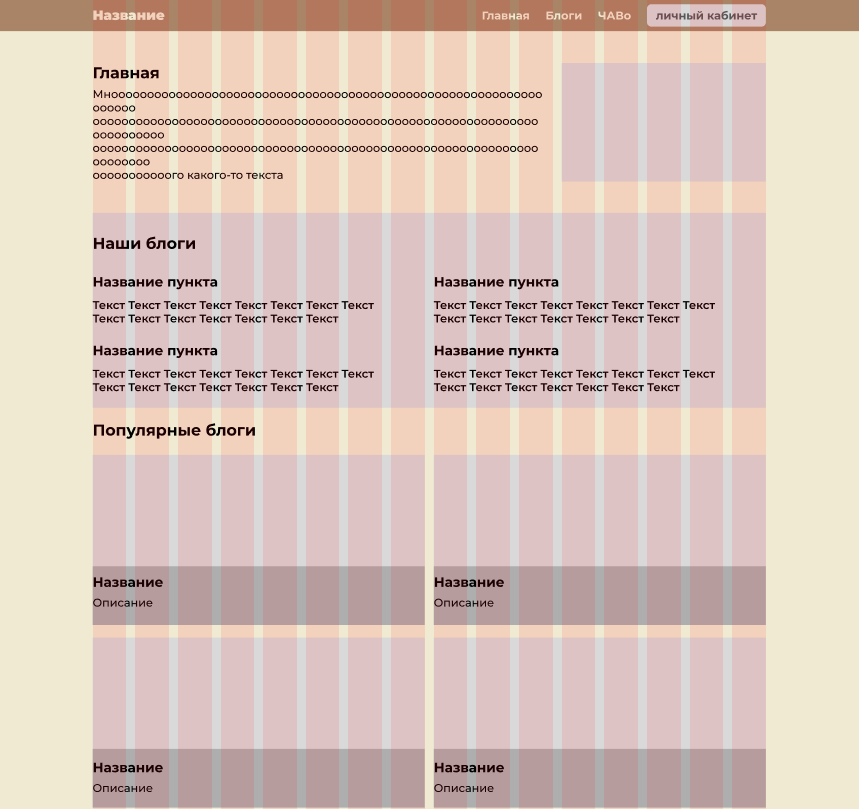 Название
Главная Блоги ЧАВо личный кабинет
Главная
Мнооооооооооооооооооооооооооооооооооооооооооооооооооооооооооо
оооооо
оооооооооооооооооооооооооооооооооооооооооооооооооооооооооооооо
оооооооооо
оооооооооооооооооооооооооооооооооооооооооооооооооооооооооооооо
оооооооо
ооооооооооого какого-то текста
Наши блоги
Название пункта
Текст Текст Текст Текст Текст Текст Текст Текст
Текст Текст Текст Текст Текст Текст Текст
Название пункта
Текст Текст Текст Текст Текст Текст Текст Текст
Текст Текст Текст Текст Текст Текст Текст
Название пункта
Текст Текст Текст Текст Текст Текст Текст Текст
Текст Текст Текст Текст Текст Текст Текст
Название пункта
Текст Текст Текст Текст Текст Текст Текст Текст
Текст Текст Текст Текст Текст Текст Текст
Популярные блоги
Название
Описание
Название
Описание
Название
Описание
Название
Описание